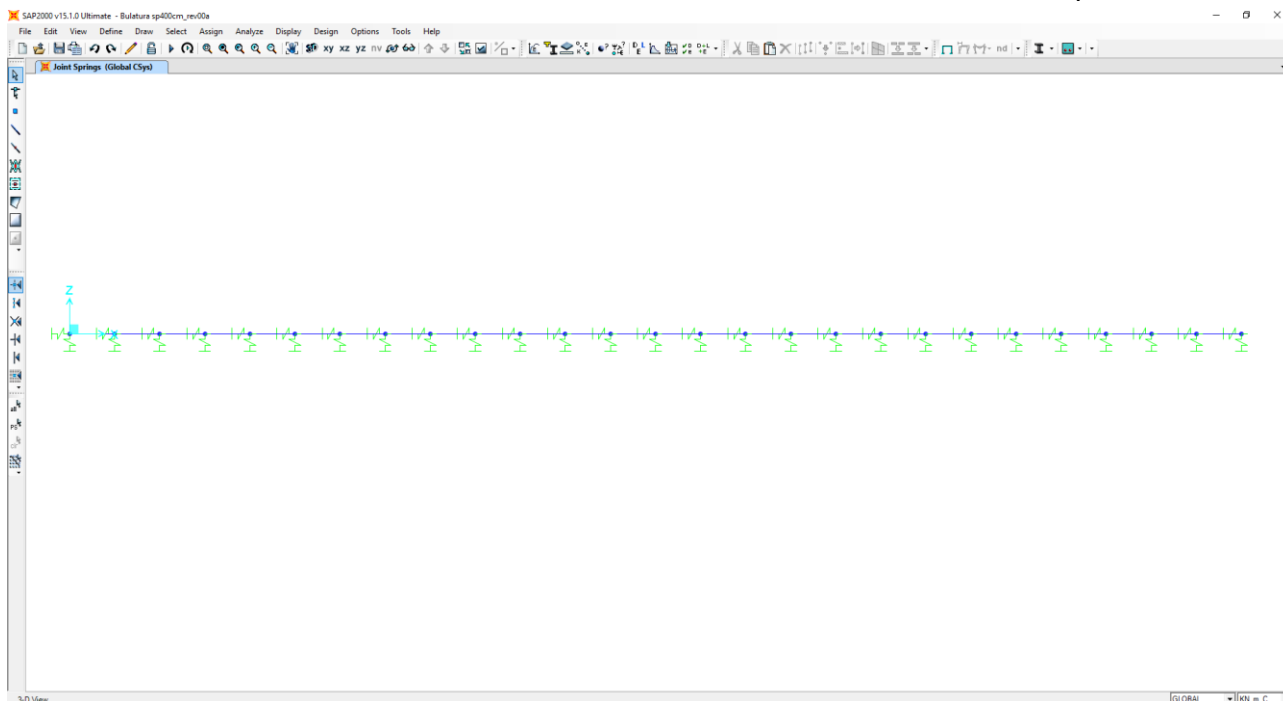 SAP2000 v15.1.0 Ultimate - Bulatura sp400cm_rev00a
File Edit View Define Draw Select Assign Analyze Display Design Options Tools Help
xy xz yz nv nd
Joint Springs (Global CSys)
Z
3-D View
GLOBAL KN, m, C